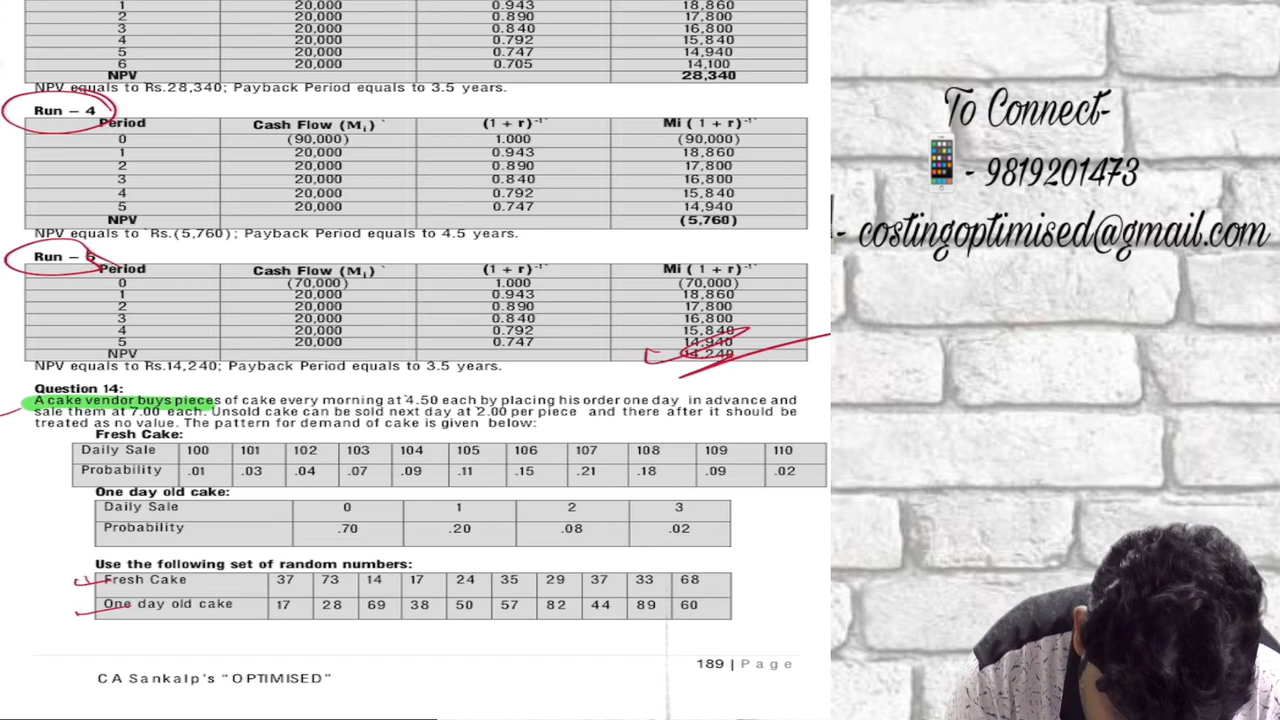 1 20,000 0.943 18,860
2 20,000 0.890 17,800
3 20,000 0.840 16,800
4 20,000 0.792 15,840
5 20,000 0.747 14,940
6 20,000 0.705 14,100
NPV 28,340
NPV equals to Rs.28,340; Payback Period equals to 3.5 years.
Run – 4
Period Cash Flow (Mi) ` (1 + r)-1` Mi ( 1 + r)-1`
0 (90,000) 1.000 (90,000)
1 20,000 0.943 18,860
2 20,000 0.890 17,800
3 20,000 0.840 16,800
4 20,000 0.792 15,840
5 20,000 0.747 14,940
NPV (5,760)
NPV equals to `Rs.(5,760); Payback Period equals to 4.5 years.
Run – 5
Period Cash Flow (Mi) ` (1 + r)-1` Mi ( 1 + r)-1`
0 (70,000) 1.000 (70,000)
1 20,000 0.943 18,860
2 20,000 0.890 17,800
3 20,000 0.840 16,800
4 20,000 0.792 15,840
5 20,000 0.747 14,940
NPV 14,240
NPV equals to Rs.14,240; Payback Period equals to 3.5 years.
Question 14:
A cake vendor buys pieces of cake every morning at `4.50 each by placing his order one day in advance and
sale them at `7.00 each. Unsold cake can be sold next day at `2.00 per piece and there after it should be
treated as no value. The pattern for demand of cake is given below:
Fresh Cake:
Daily Sale 100 101 102 103 104 105 106 107 108 109 110
Probability .01 .03 .04 .07 .09 .11 .15 .21 .18 .09 .02
One day old cake:
Daily Sale 0 1 2 3
Probability .70 .20 .08 .02
Use the following set of random numbers:
Fresh Cake 37 73 14 17 24 35 29 37 33 68
One day old cake 17 28 69 38 50 57 82 44 89 60
189 | Page
CA Sankalp's "OPTIMISED"
To Connect-
- 9819201473
- costingoptimised@gmail.com